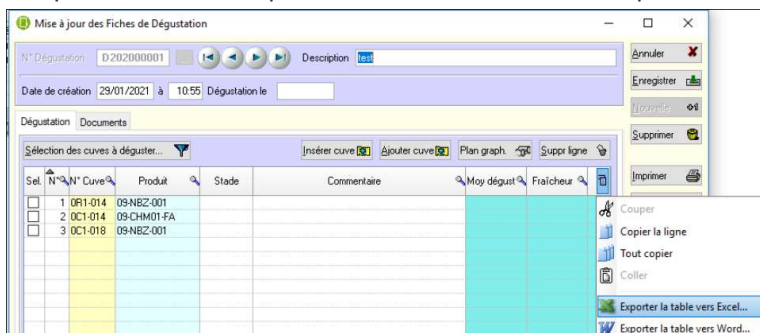 Mise à jour des Fiches de Dégustation
N° Dégustation D202000001 Description test
Annuler
Enregistrer
Date de création 29/01/2021 à 10:55 Dégustation le
Nouvelle
Dégustation Documents
Supprimer
Sélection des cuves à déguster... Insérer cuve Ajouter cuve Plan graph. Suppr ligne
Imprimer
Sel. N° N° Cuve Produit Stade Commentaire Moy dégust Fraîcheur
1 0R1-014 09-NBZ-001
2 0C1-014 09-CHM01-FA
3 0C1-018 09-NBZ-001
Couper
Copier la ligne
Tout copier
Coller
Exporter la table vers Excel...
Exporter la table vers Word...